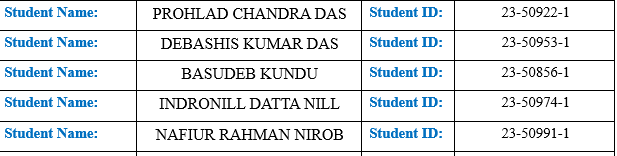 Student Name: PROHLAD CHANDRA DAS Student ID: 23-50922-1
Student Name: DEBASHIS KUMAR DAS Student ID: 23-50953-1
Student Name: BASUDEB KUNDU Student ID: 23-50856-1
Student Name: INDRONILL DATTA NILL Student ID: 23-50974-1
Student Name: NAFIUR RAHMAN NIROB Student ID: 23-50991-1